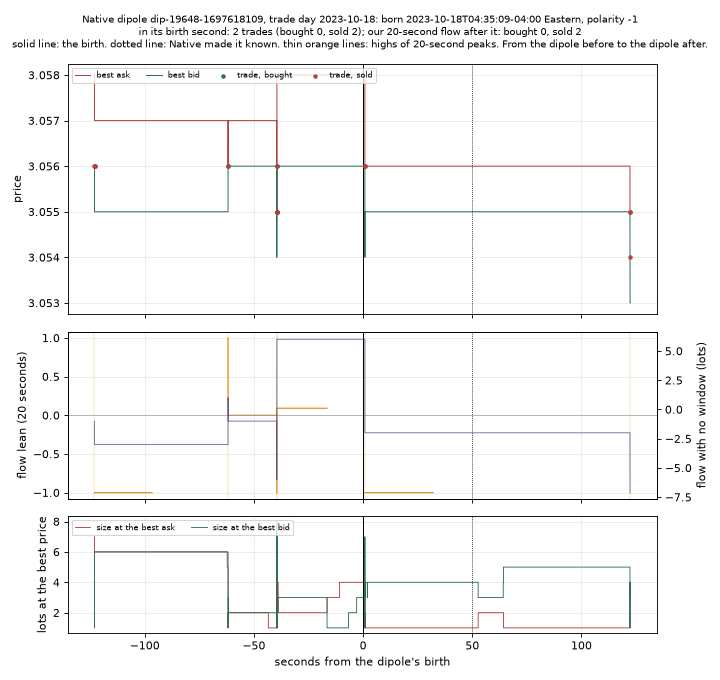 Native dipole dip-19648-1697618109, trade day 2023-10-18: born 2023-10-18T04:35:09-04:00 Eastern, polarity -1
in its birth second: 2 trades (bought 0, sold 2); our 20-second flow after it: bought 0, sold 2
solid line: the birth. dotted line: Native made it known. thin orange lines: highs of 20-second peaks. From the dipole before to the dipole after.
best ask best bid trade, bought trade, sold
3.058
3.057
3.056
3.055
3.054
3.053
price
1.0
0.5
0.0
−0.5
−1.0
flow lean (20 seconds)
5.0
2.5
0.0
−2.5
−5.0
−7.5
flow with no window (lots)
size at the best ask size at the best bid
8
6
4
2
lots at the best price
−100 −50 0 50 100
seconds from the dipole's birth